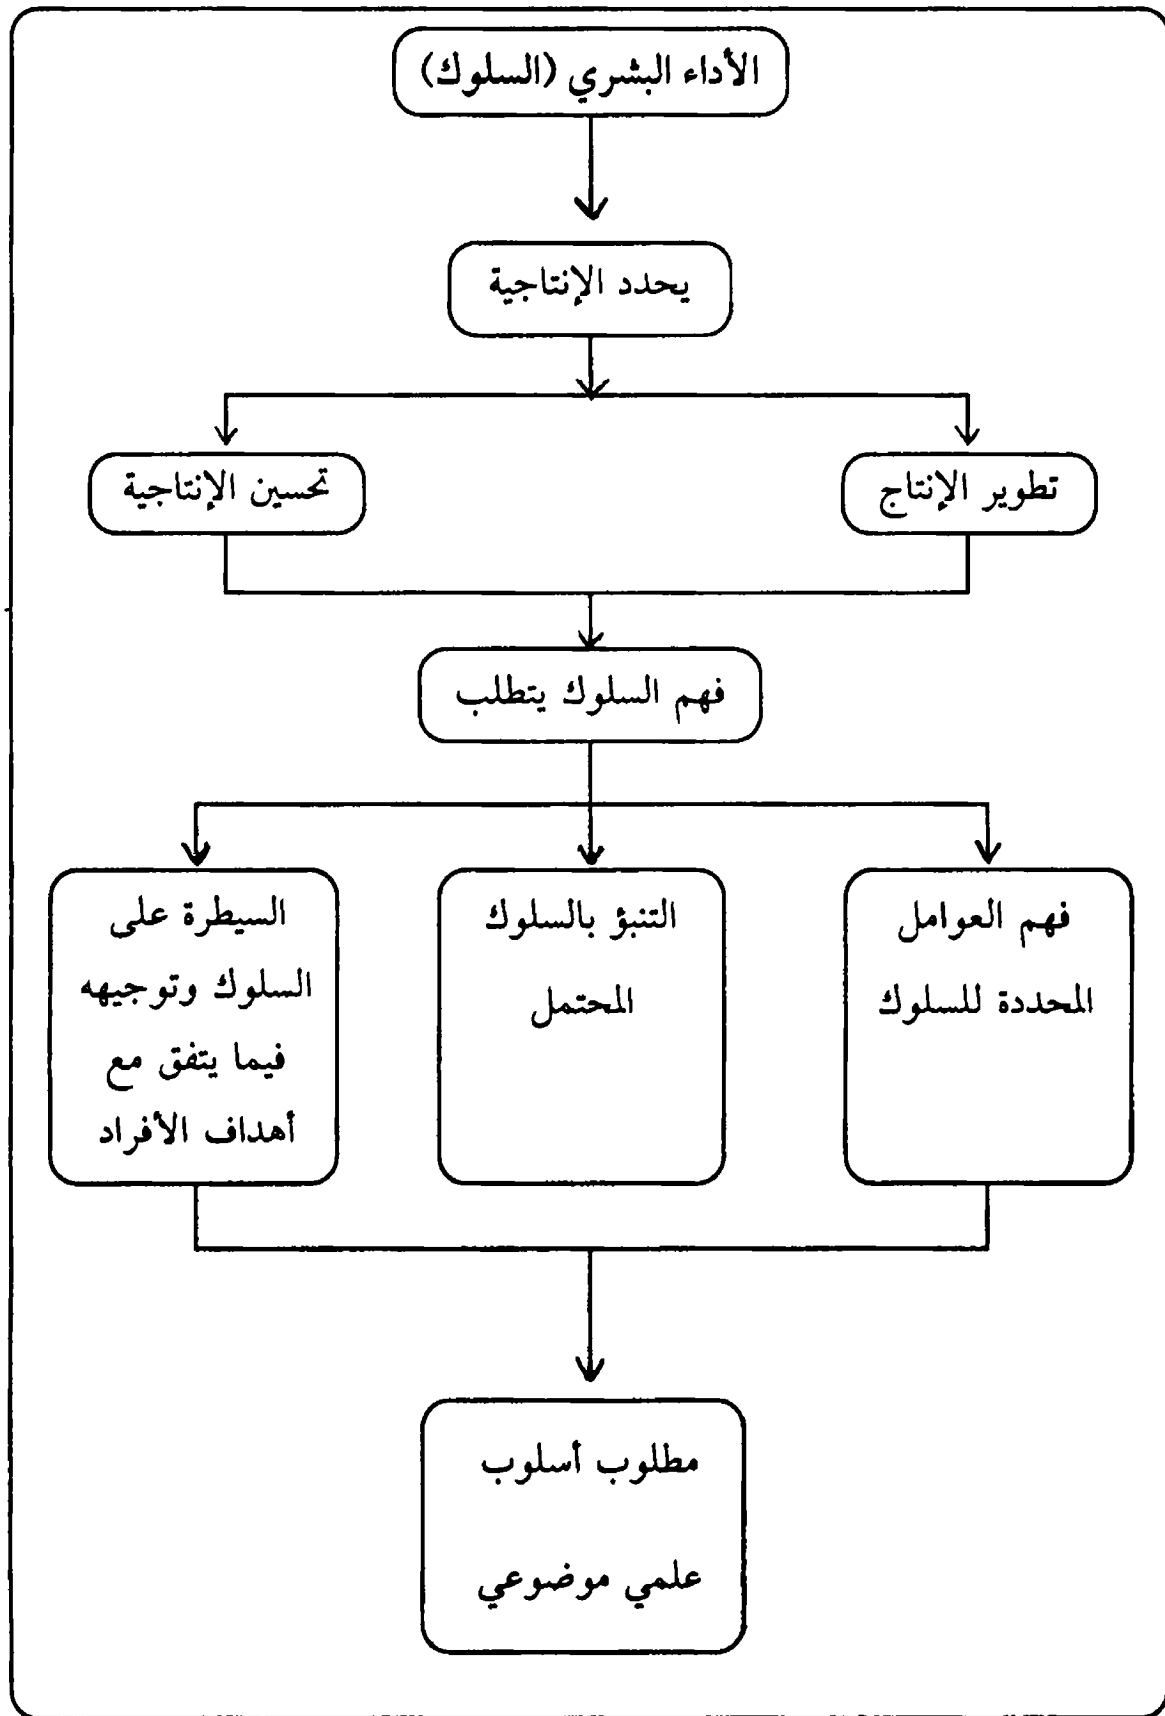 الأداء البشري (السلوك)
يحدد الإنتاجية
تطوير الإنتاج
تحسين الإنتاجية
فهم السلوك يتطلب
فهم العوامل
المحددة للسلوك
التنبؤ بالسلوك
المحتمل
السيطرة على
السلوك وتوجيهه
فيما يتفق مع
أهداف الأفراد
مطلوب أسلوب
علمي موضوعي